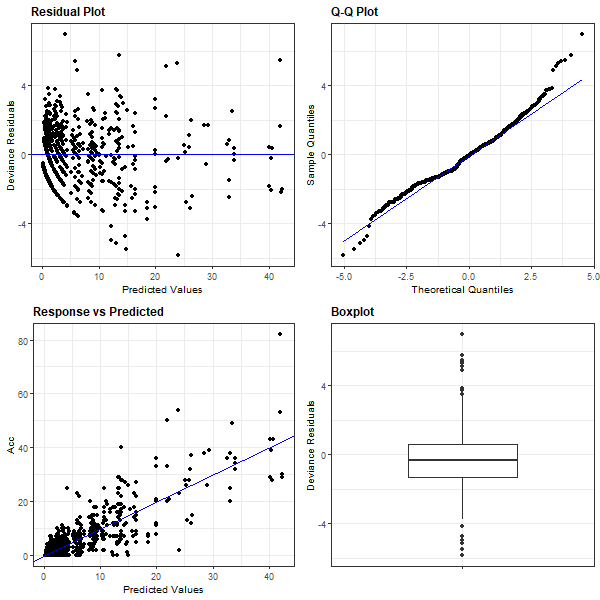 Residual Plot
Deviance Residuals
4
0
-4
0
10
20
30
40
Predicted Values
Q-Q Plot
Sample Quantiles
4
0
-4
-5.0
-2.5
0.0
2.5
5.0
Theoretical Quantiles
Response vs Predicted
Acc
80
60
40
20
0
0
10
20
30
40
Predicted Values
Boxplot
Deviance Residuals
4
0
-4